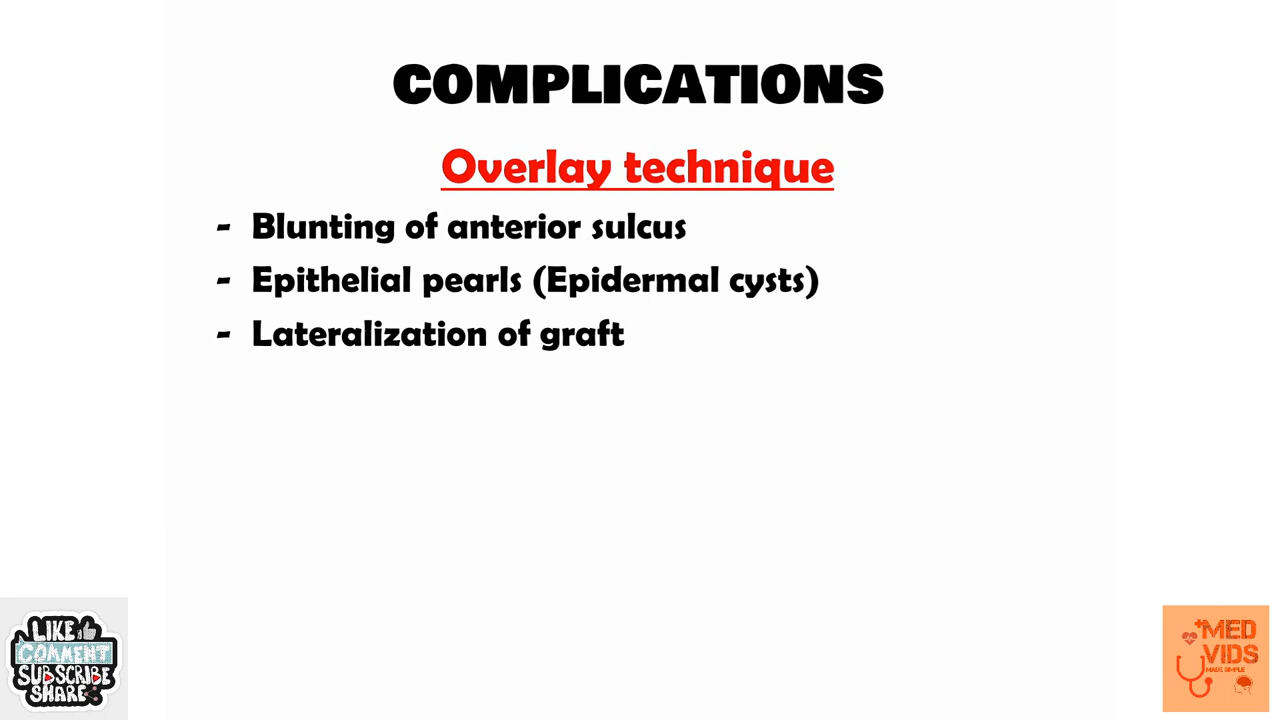 COMPLICATIONS
Overlay technique
- Blunting of anterior sulcus
- Epithelial pearls (Epidermal cysts)
- Lateralization of graft
LIKE
COMMENT
SUBSCRIBE
SHARE
MED
VIDS
MADE SIMPLE